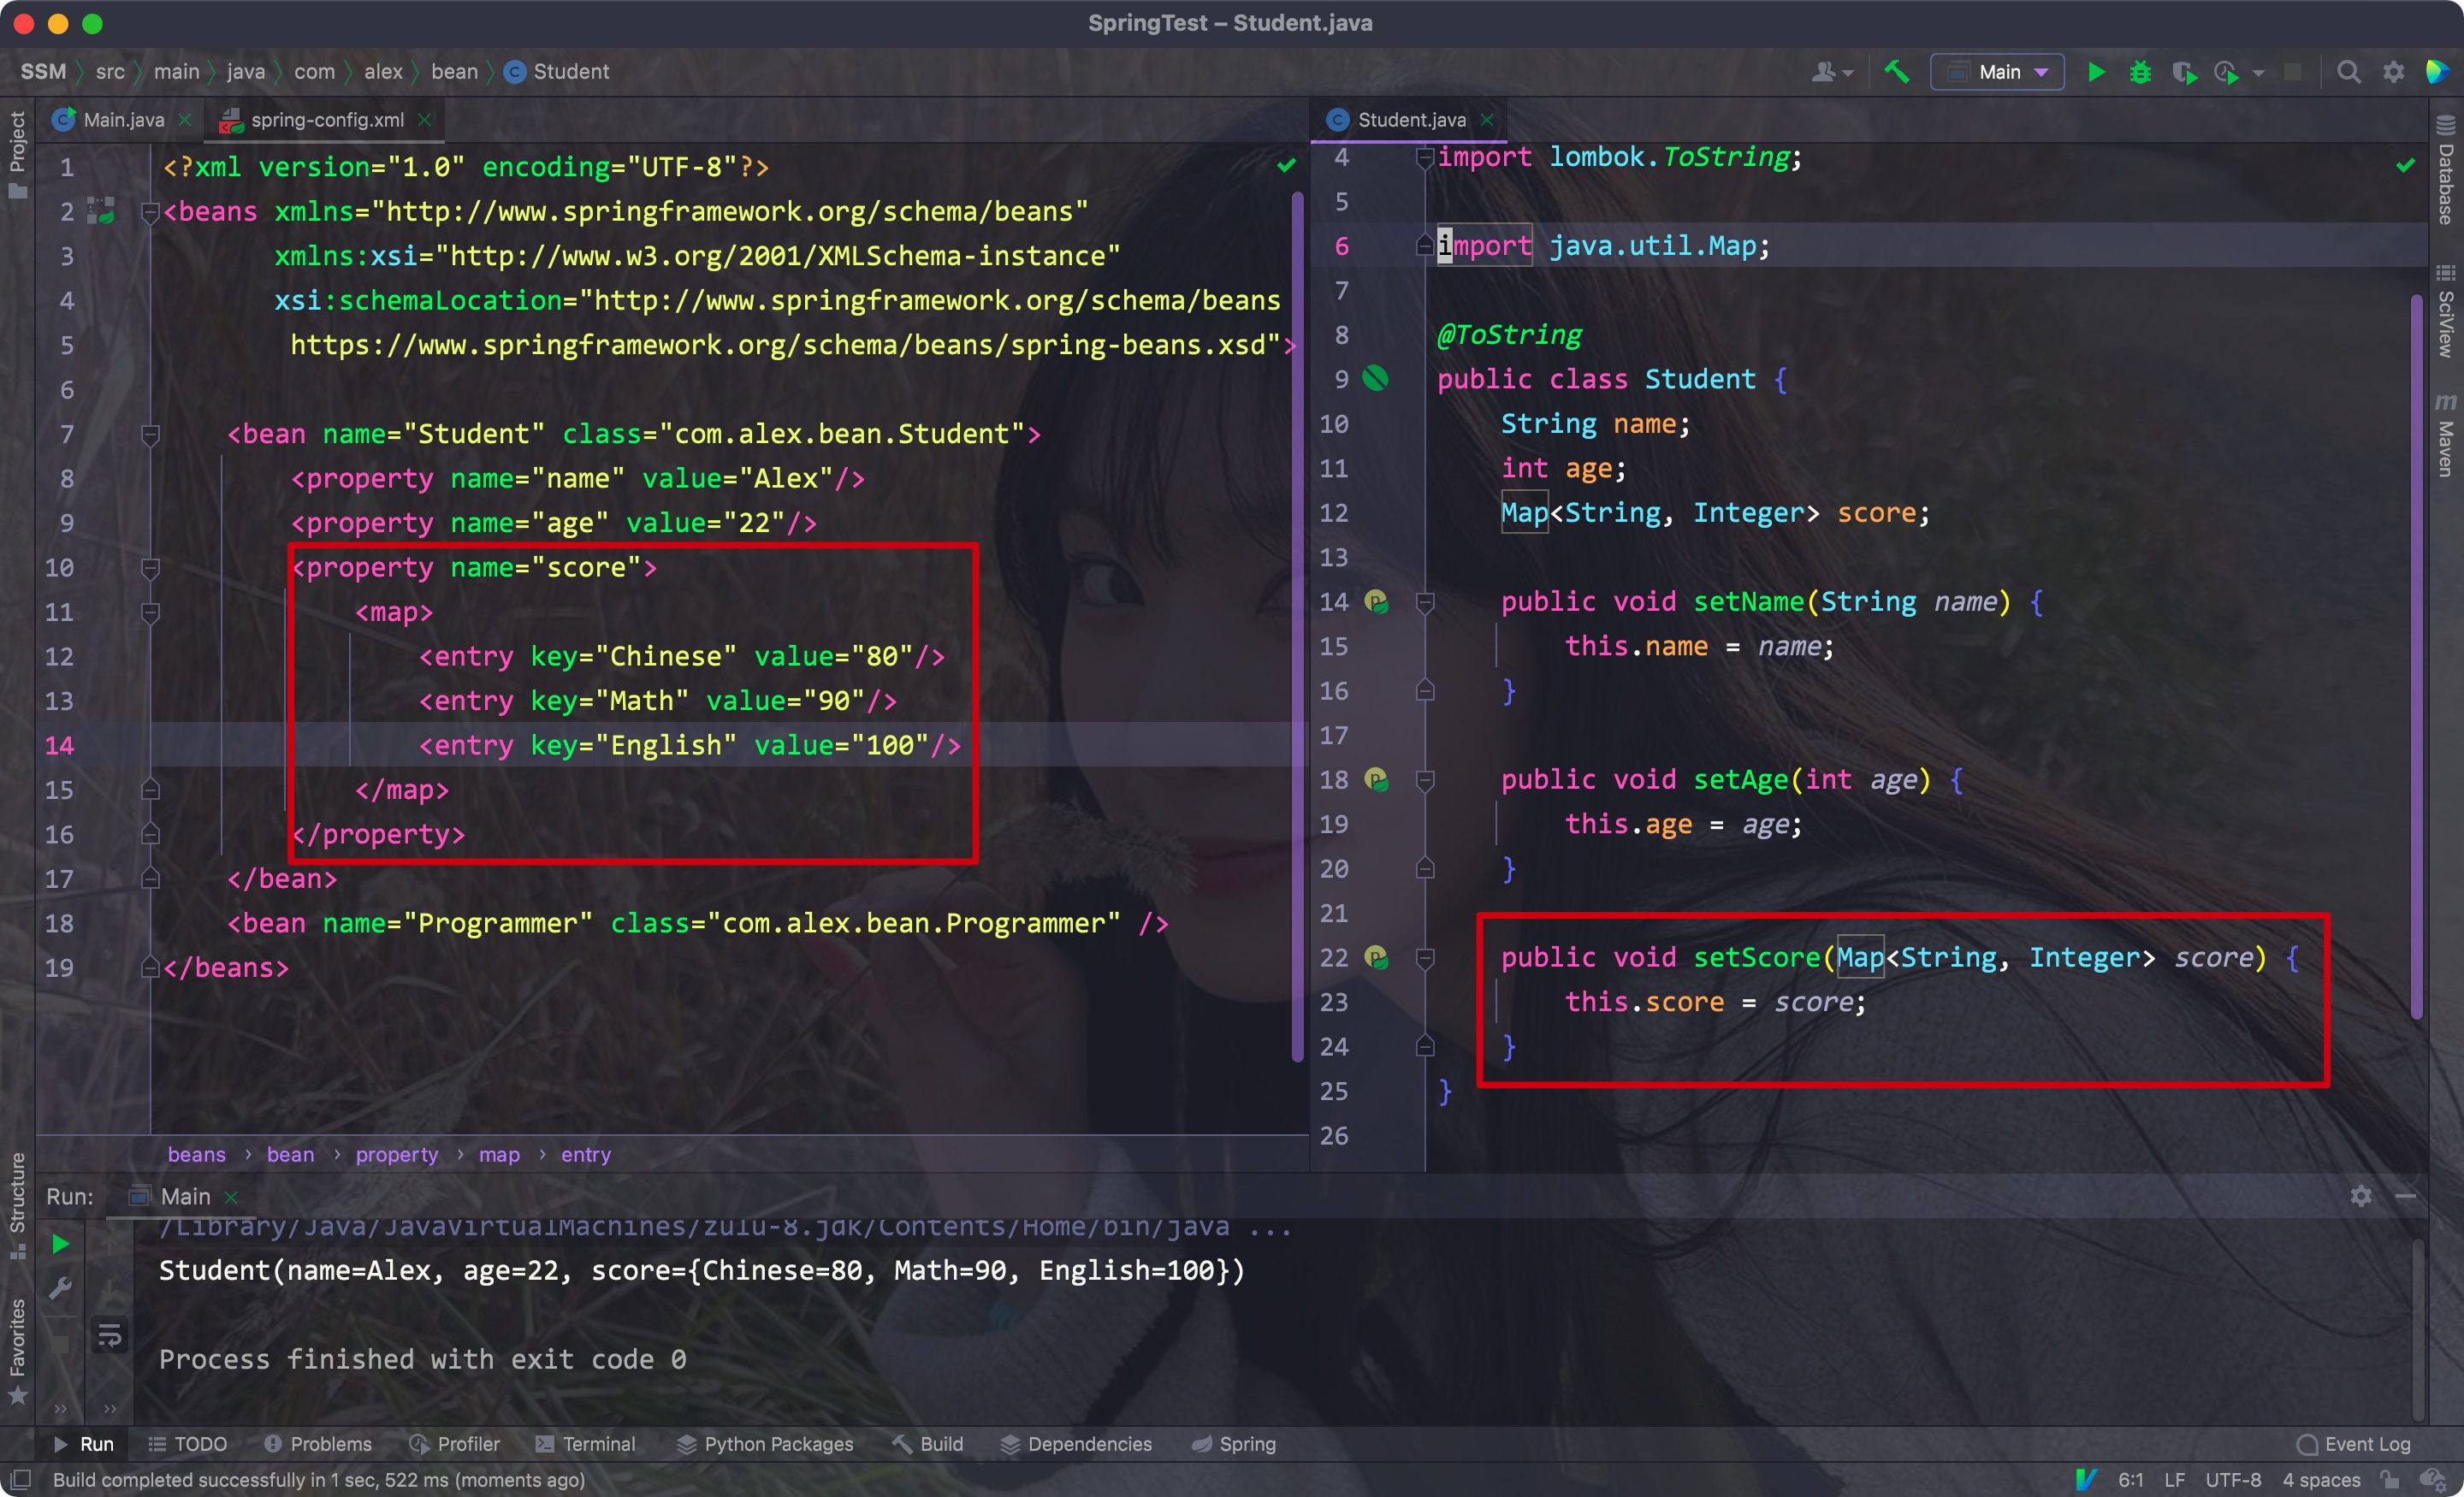 SpringTest – Student.java
SSM src main java com alex bean Student
Main
Main.java spring-config.xml
Student.java
Project
Structure
Favorites
Database
SciView
Maven
1 <?xml version="1.0" encoding="UTF-8"?>
2 <beans xmlns="http://www.springframework.org/schema/beans"
3 xmlns:xsi="http://www.w3.org/2001/XMLSchema-instance"
4 xsi:schemaLocation="http://www.springframework.org/schema/beans
5 https://www.springframework.org/schema/beans/spring-beans.xsd">
6
7 <bean name="Student" class="com.alex.bean.Student">
8 <property name="name" value="Alex"/>
9 <property name="age" value="22"/>
10 <property name="score">
11 <map>
12 <entry key="Chinese" value="80"/>
13 <entry key="Math" value="90"/>
14 <entry key="English" value="100"/>
15 </map>
16 </property>
17 </bean>
18 <bean name="Programmer" class="com.alex.bean.Programmer" />
19 </beans>
beans › bean › property › map › entry
4 import lombok.ToString;
5
6 import java.util.Map;
7
8 @ToString
9 public class Student {
10 String name;
11 int age;
12 Map<String, Integer> score;
13
14 public void setName(String name) {
15 this.name = name;
16 }
17
18 public void setAge(int age) {
19 this.age = age;
20 }
21
22 public void setScore(Map<String, Integer> score) {
23 this.score = score;
24 }
25 }
26
Run: Main
/Library/Java/JavaVirtualMachines/zulu-8.jdk/Contents/Home/bin/java ...
Student(name=Alex, age=22, score={Chinese=80, Math=90, English=100})
Process finished with exit code 0
Run TODO Problems Profiler Terminal Python Packages Build Dependencies Spring Event Log
Build completed successfully in 1 sec, 522 ms (moments ago) 6:1 LF UTF-8 4 spaces